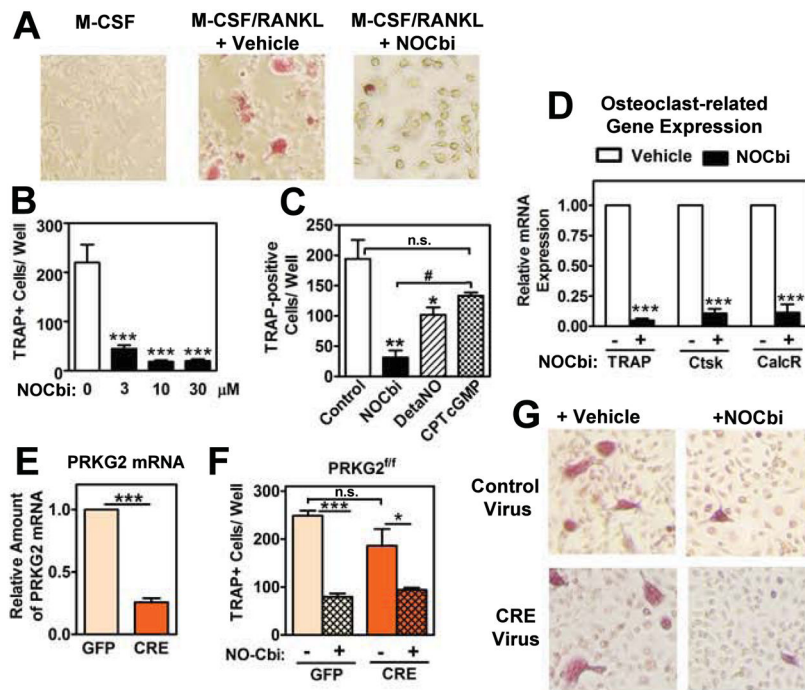 A
M-CSF
M-CSF/RANKL
+ Vehicle
M-CSF/RANKL
+ NOCbi
B
TRAP+ Cells/ Well
300
200
100
0
***
***
***
NOCbi: 0 3 10 30 µM
C
TRAP-positive
Cells/ Well
250
200
150
100
50
0
n.s.
#
**
*
Control
NOCbi
DetaNO
CPTcGMP
D
Osteoclast-related
Gene Expression
Vehicle
NOCbi
Relative mRNA
Expression
1.00
0.75
0.50
0.25
0.00
***
***
***
NOCbi: - + - + - +
TRAP Ctsk CalcR
E
PRKG2 mRNA
Relative Amount
of PRKG2 mRNA
1.0
0.5
0.0
***
GFP CRE
F
PRKG2f/f
TRAP+ Cells/ Well
300
200
100
0
n.s.
***
*
NO-Cbi: - + - +
GFP CRE
G
+ Vehicle
+NOCbi
Control
Virus
CRE
Virus